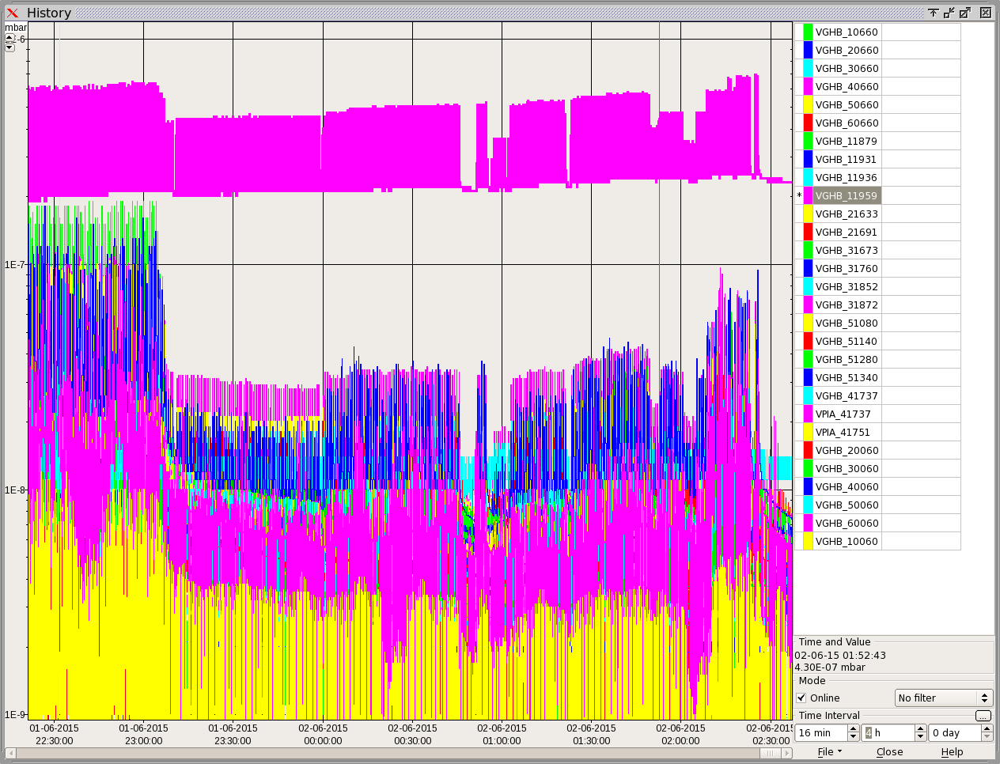 History
mbar
E-6
1E-7
1E-8
1E-9
01-06-2015 01-06-2015 01-06-2015 02-06-2015 02-06-2015 02-06-2015 02-06-2015 02-06-2015 02-06-2015
22:30:00 23:00:00 23:30:00 00:00:00 00:30:00 01:00:00 01:30:00 02:00:00 02:30:00
VGHB_10660
VGHB_20660
VGHB_30660
VGHB_40660
VGHB_50660
VGHB_60660
VGHB_11879
VGHB_11931
VGHB_11936
* VGHB_11959
VGHB_21633
VGHB_21691
VGHB_31673
VGHB_31760
VGHB_31852
VGHB_31872
VGHB_51080
VGHB_51140
VGHB_51280
VGHB_51340
VGHB_41737
VPIA_41737
VPIA_41751
VGHB_20060
VGHB_30060
VGHB_40060
VGHB_50060
VGHB_60060
VGHB_10060
Time and Value
02-06-15 01:52:43
4.30E-07 mbar
Mode
Online No filter
Time Interval ...
16 min 4 h 0 day
File Close Help